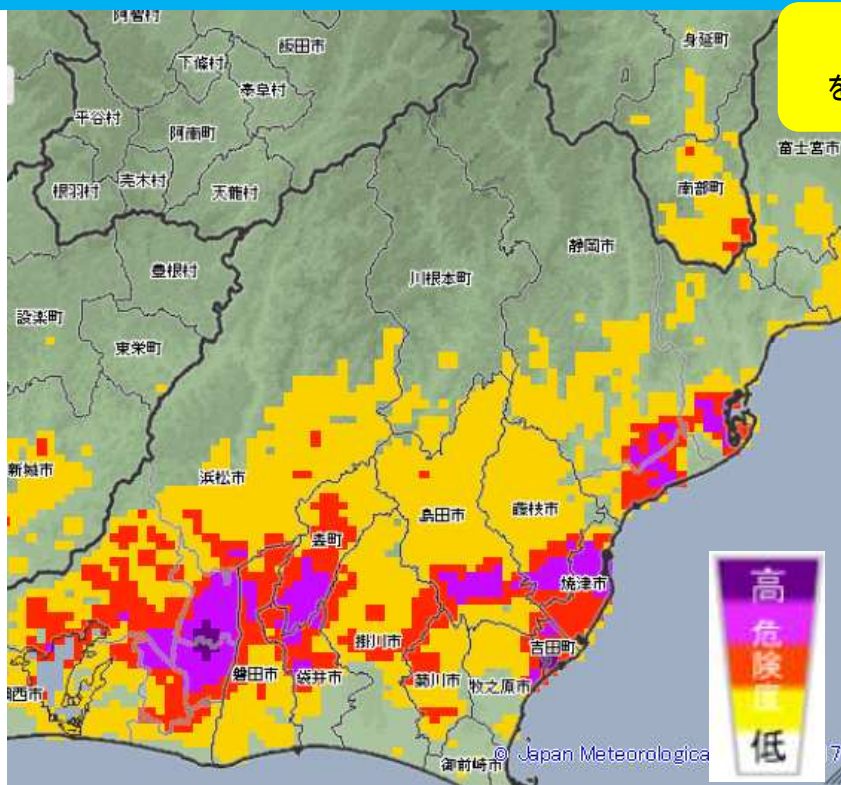 阿智村
飯田市
身延町
下條村
泰阜村
を
平谷村
阿南町
富士宮市
根羽村
売木村
天龍村
南部町
静岡市
豊根村
川根本町
設楽町
東栄町
新城市
浜松市
島田市
藤枝市
森町
焼津市
高
危
険
度
低
掛川市
吉田町
磐田市
袋井市
菊川市
牧之原市
西市
御前崎市
© Japan Meteorologica
7